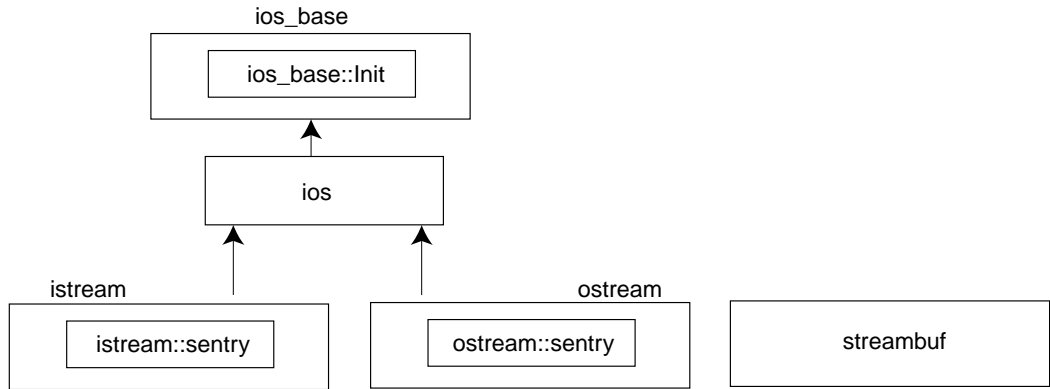 ios_base
ios_base::Init
ios
istream
ostream
istream::sentry
ostream::sentry
streambuf